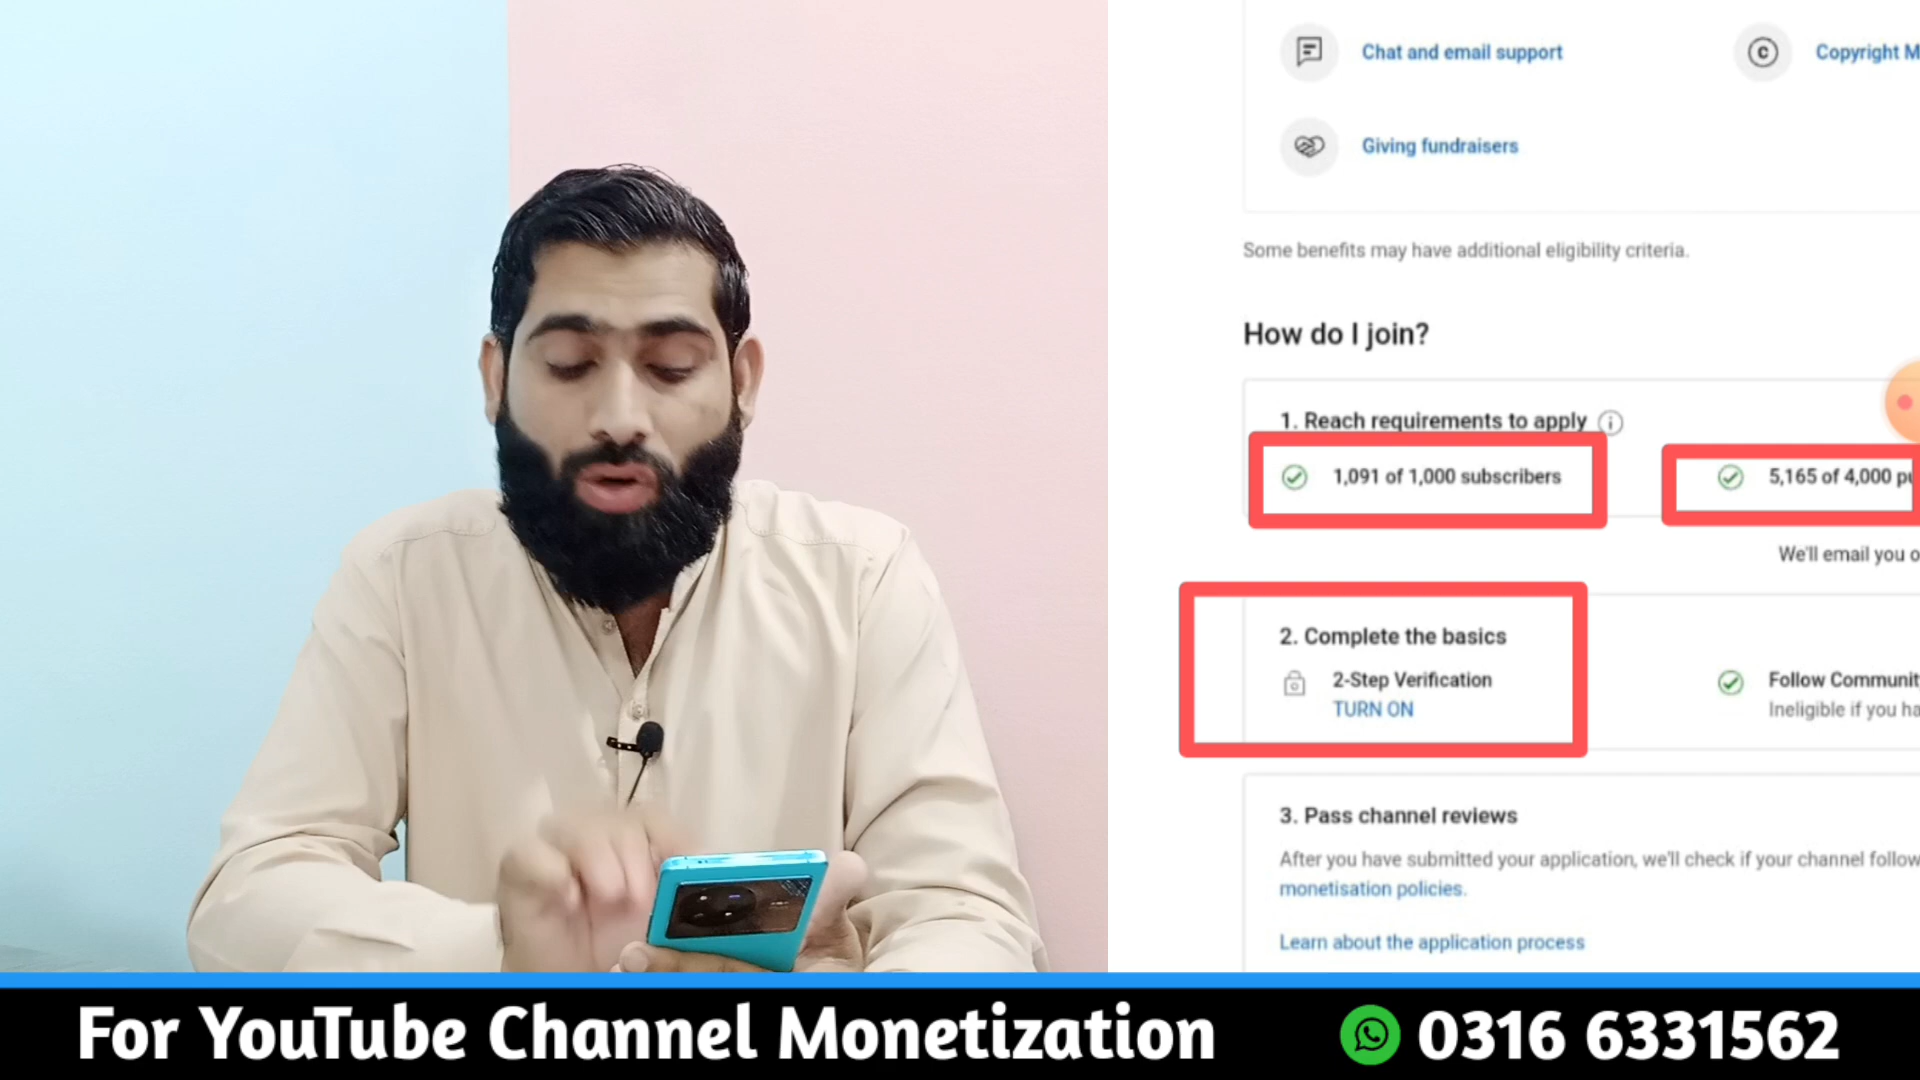 Chat and email support
Copyright M
Giving fundraisers
Some benefits may have additional eligibility criteria.
How do I join?
1. Reach requirements to apply
1,091 of 1,000 subscribers
5,165 of 4,000 pu
We'll email you o
2. Complete the basics
2-Step Verification
TURN ON
Follow Communit
Ineligible if you ha
3. Pass channel reviews
After you have submitted your application, we'll check if your channel follow
monetisation policies.
Learn about the application process
For YouTube Channel Monetization
0316 6331562